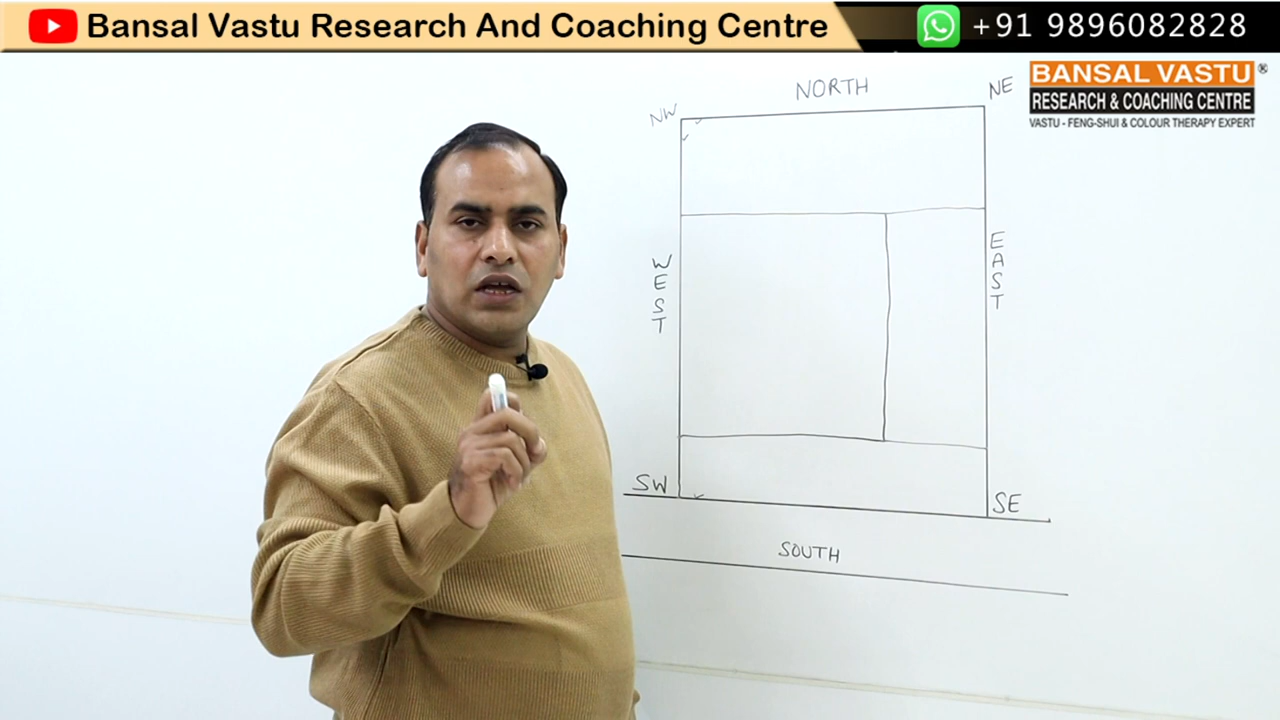 Bansal Vastu Research And Coaching Centre
+91 9896082828
BANSAL VASTU®
RESEARCH & COACHING CENTRE
VASTU - FENG-SHUI & COLOUR THERAPY EXPERT
NORTH
NE
NW
WEST
EAST
SW
SE
SOUTH